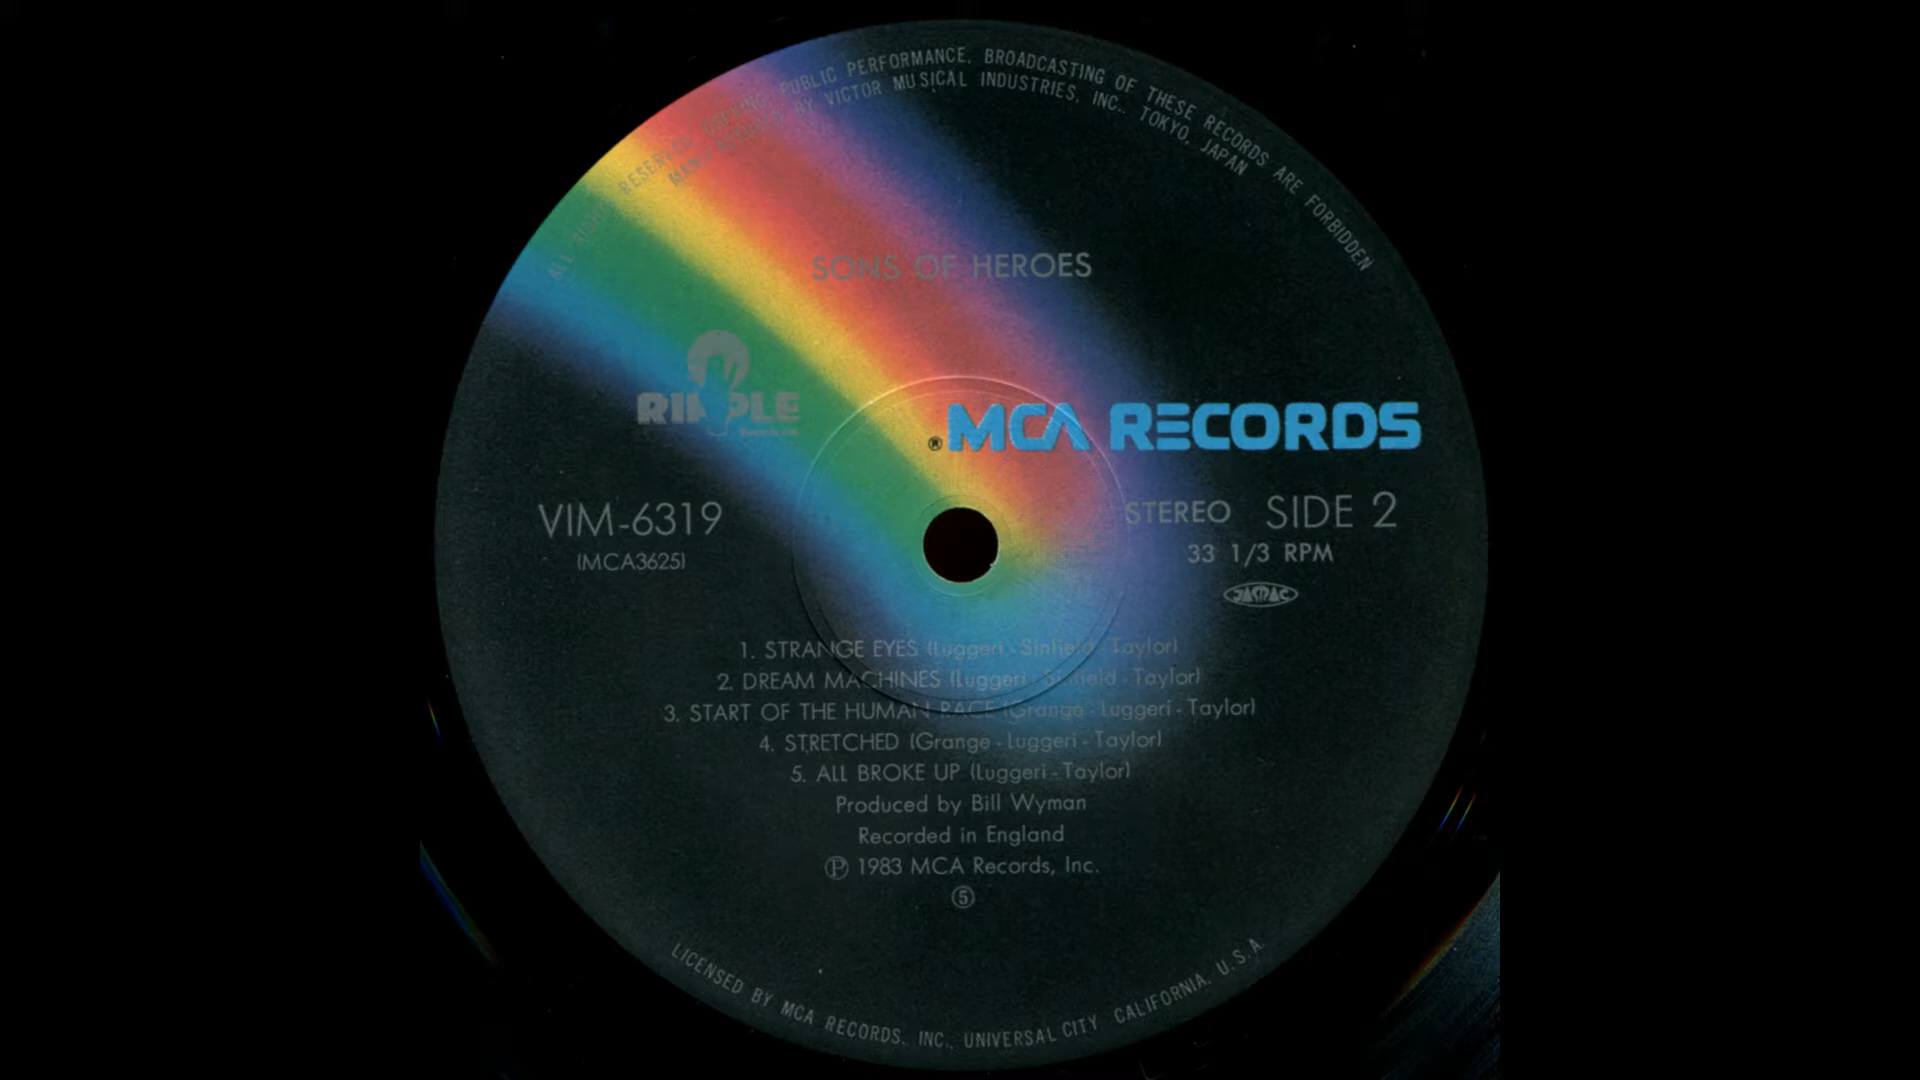 ALL RIGHTS RESERVED COPYING, PUBLIC PERFORMANCE, BROADCASTING OF THESE RECORDS ARE FORBIDDEN
MANUFACTURED BY VICTOR MUSICAL INDUSTRIES, INC., TOKYO, JAPAN
SONS OF HEROES
RIPPLE
® MCA RECORDS
VIM-6319
(MCA3625)
STEREO SIDE 2
33 1/3 RPM
JASRAC
1. STRANGE EYES (Luggeri - Sinfield - Taylor)
2. DREAM MACHINES (Luggeri - Sinfield - Taylor)
3. START OF THE HUMAN RACE (Grange - Luggeri - Taylor)
4. STRETCHED (Grange - Luggeri - Taylor)
5. ALL BROKE UP (Luggeri - Taylor)
Produced by Bill Wyman
Recorded in England
℗ 1983 MCA Records, Inc.
⑤
LICENSED BY MCA RECORDS, INC., UNIVERSAL CITY CALIFORNIA, U.S.A.